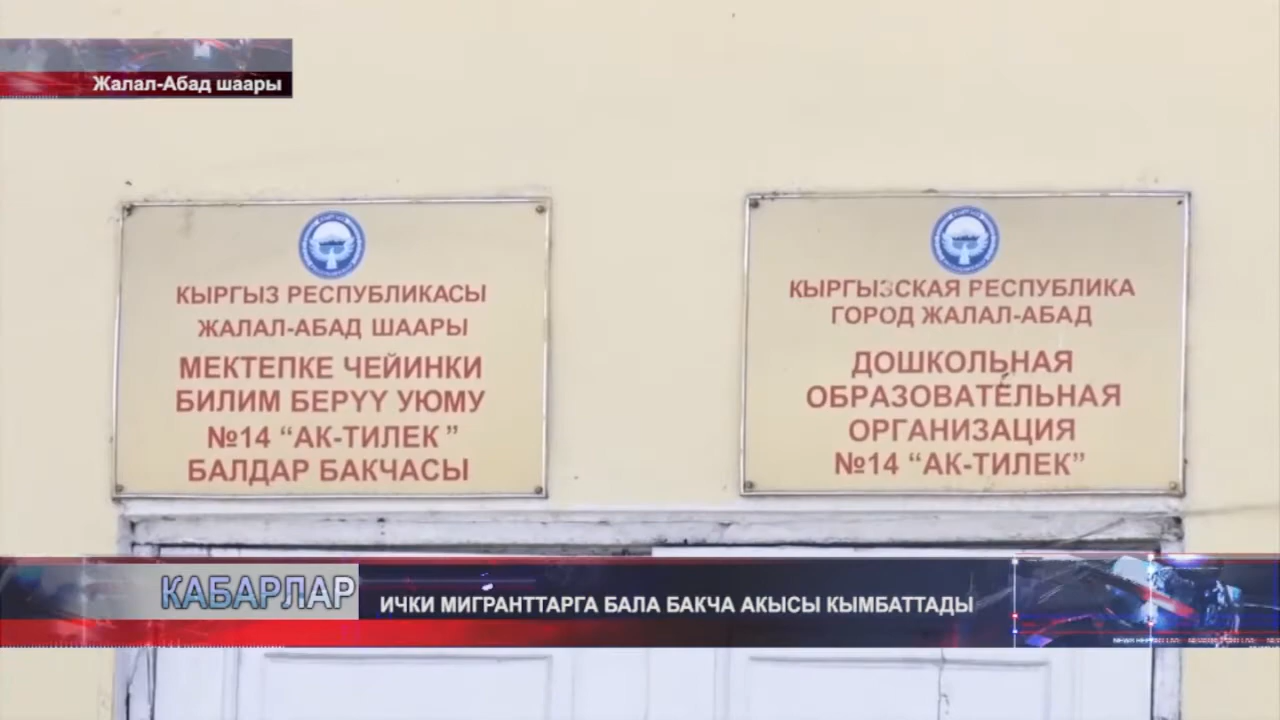 Жалал-Абад шаары
КЫРГЫЗ РЕСПУБЛИКАСЫ
ЖАЛАЛ-АБАД ШААРЫ
МЕКТЕПКЕ ЧЕЙИНКИ
БИЛИМ БЕРҮҮ УЮМУ
№14 “АК-ТИЛЕК ”
БАЛДАР БАКЧАСЫ
КЫРГЫЗСКАЯ РЕСПУБЛИКА
ГОРОД ЖАЛАЛ-АБАД
ДОШКОЛЬНАЯ
ОБРАЗОВАТЕЛЬНАЯ
ОРГАНИЗАЦИЯ
№14 “АК-ТИЛЕК”
КАБАРЛАР
ИЧКИ МИГРАНТТАРГА БАЛА БАКЧА АКЫСЫ КЫМБАТТАДЫ